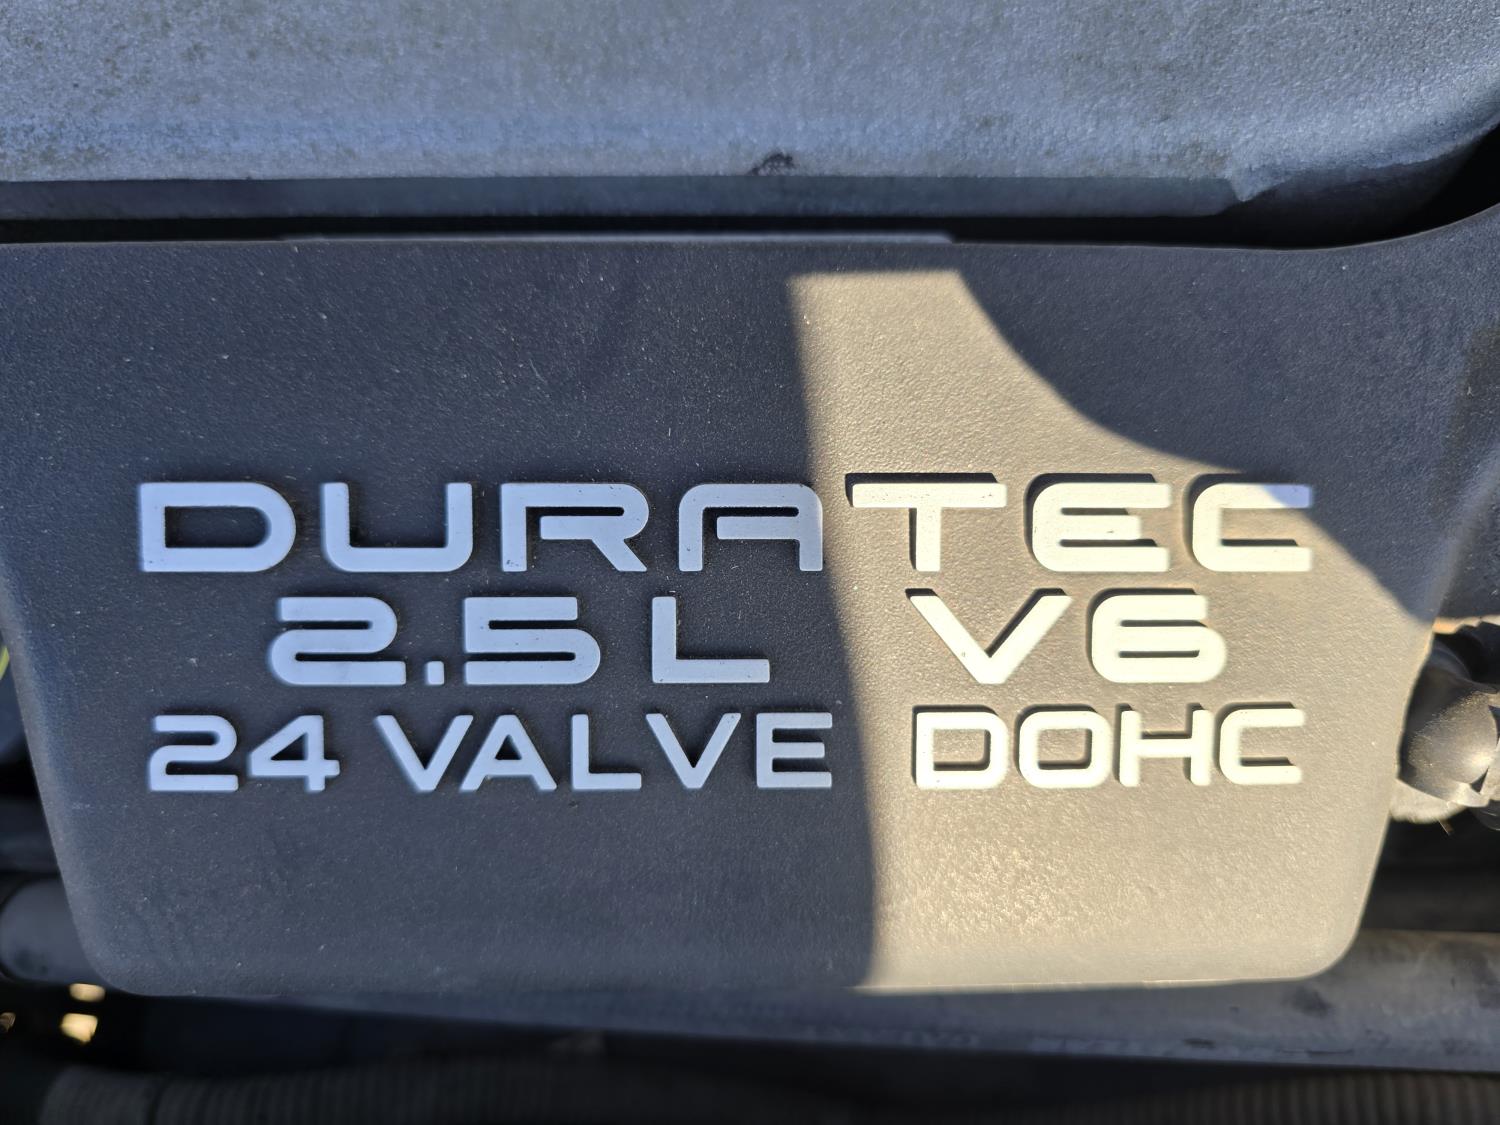 DURATEC
2.5L V6
24 VALVE DOHC